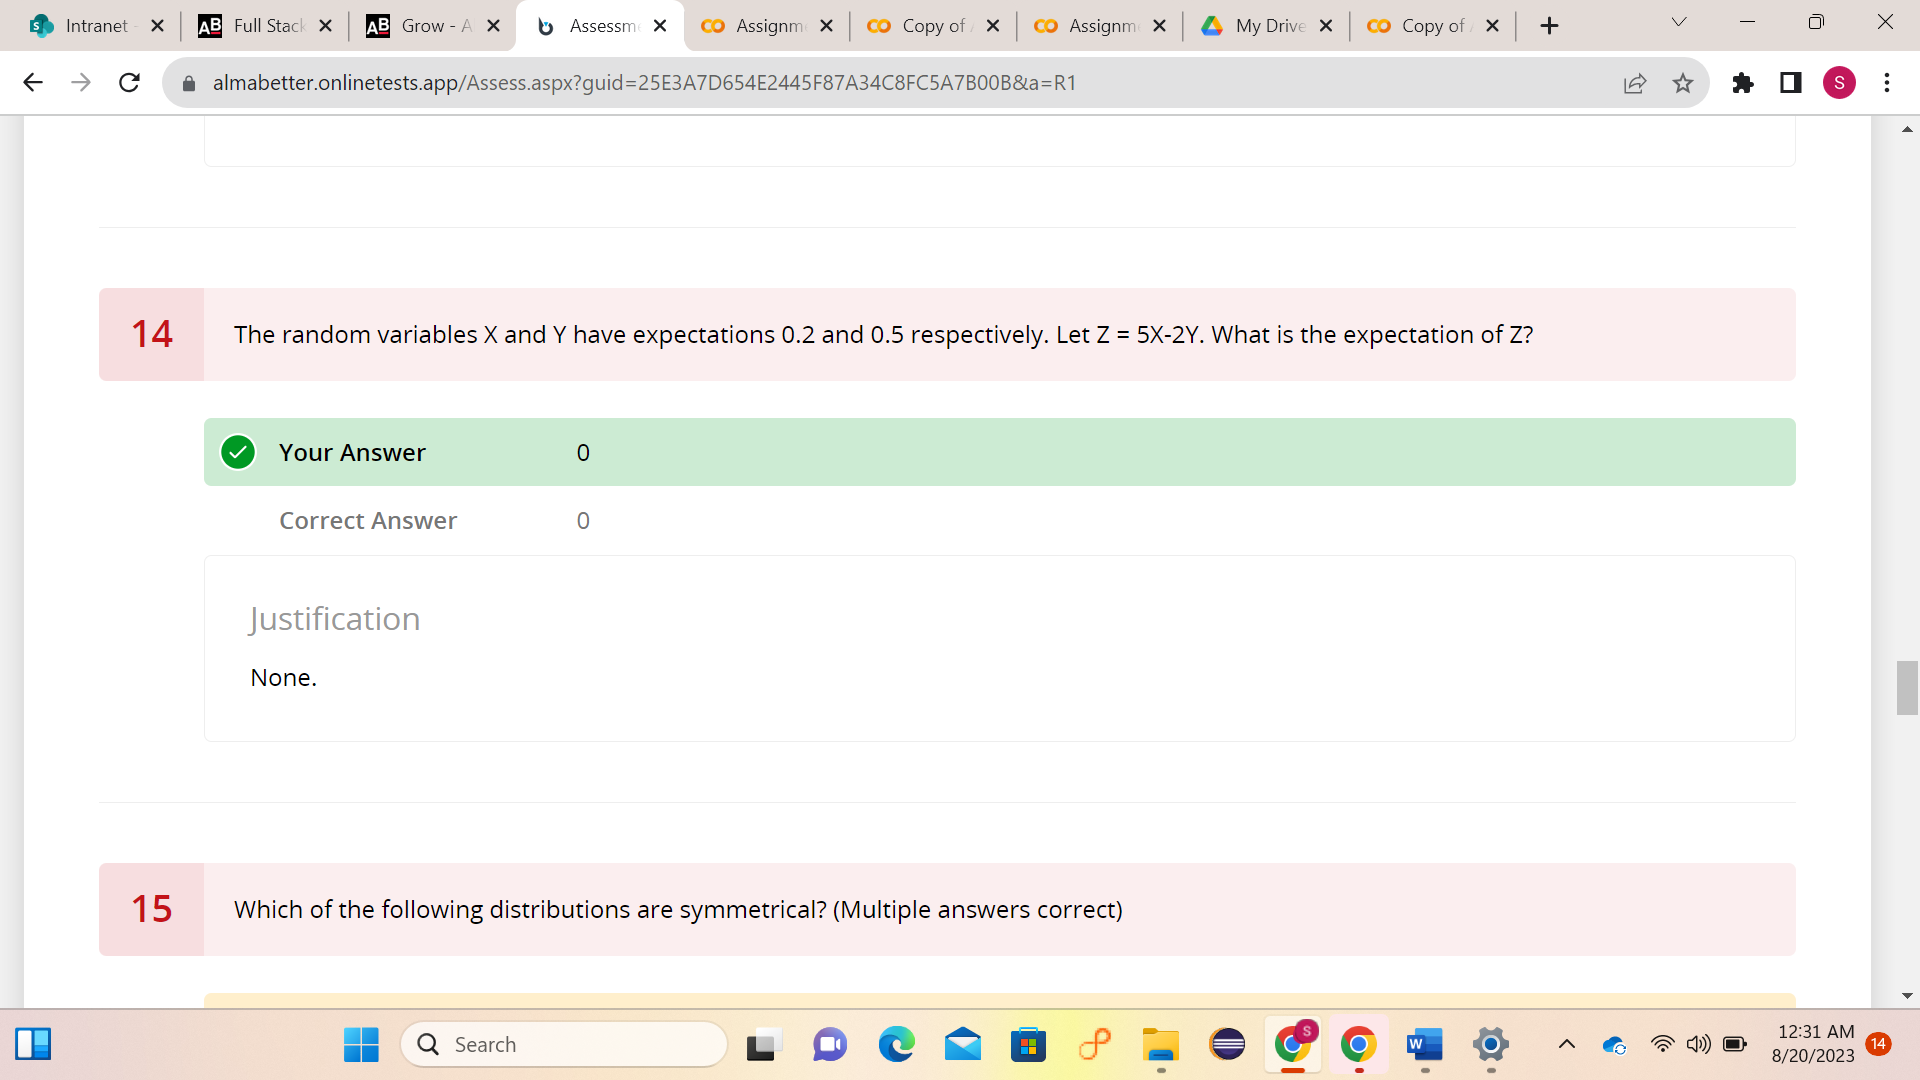 Intranet
Full Stack
Grow - A
Assessm
Assignm
Copy of
Assignm
My Drive
Copy of
almabetter.onlinetests.app/Assess.aspx?guid=25E3A7D654E2445F87A34C8FC5A7B00B&a=R1
S
14
The random variables X and Y have expectations 0.2 and 0.5 respectively. Let Z = 5X-2Y. What is the expectation of Z?
Your Answer 0
Correct Answer 0
Justification
None.
15
Which of the following distributions are symmetrical? (Multiple answers correct)
Search
12:31 AM
8/20/2023
14